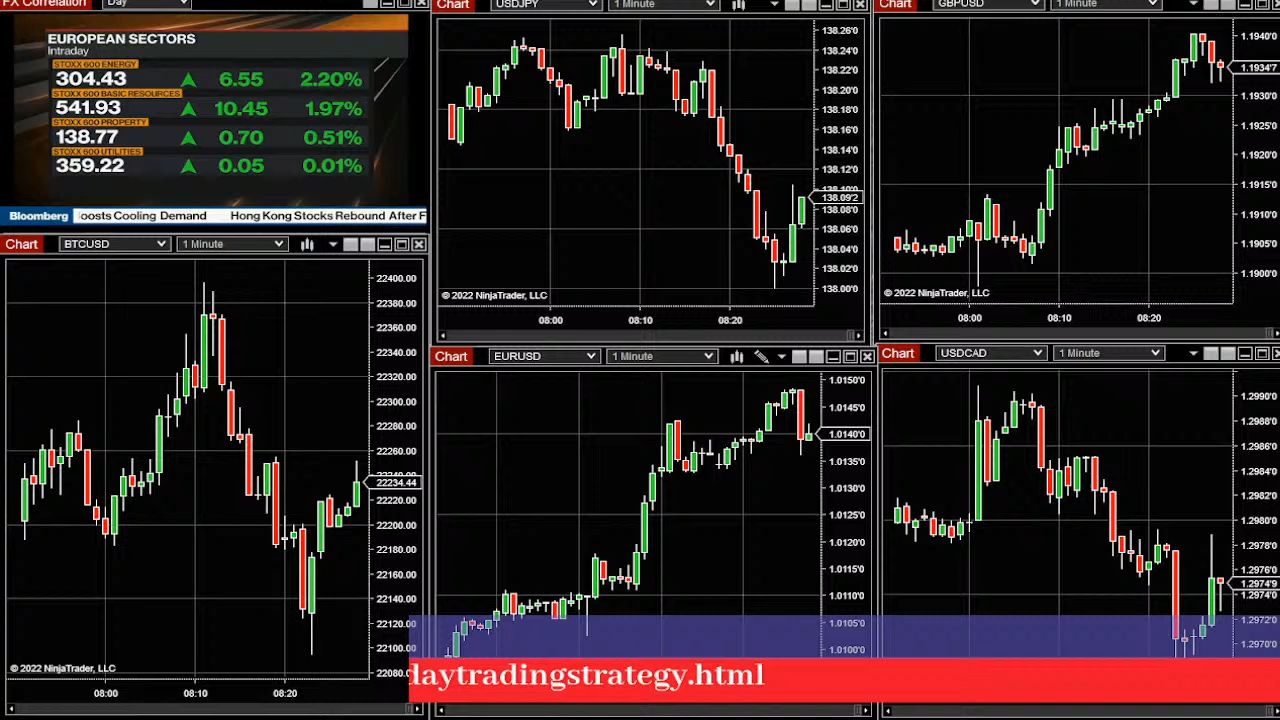 FX Correlation Day
EUROPEAN SECTORS
Intraday
STOXX 600 ENERGY
304.43 6.55 2.20%
STOXX 600 BASIC RESOURCES
541.93 10.45 1.97%
STOXX 600 PROPERTY
138.77 0.70 0.51%
STOXX 600 UTILITIES
359.22 0.05 0.01%
Bloomberg oosts Cooling Demand Hong Kong Stocks Rebound After F
Chart USDJPY 1 Minute
138.26'0
138.24'0
138.22'0
138.20'0
138.18'0
138.16'0
138.14'0
138.12'0
138.10'0
138.09'2
138.08'0
138.06'0
138.04'0
138.02'0
138.00'0
© 2022 NinjaTrader, LLC
08:00 08:10 08:20
Chart GBPUSD 1 Minute
1.1940'0
1.1934'7
1.1930'0
1.1925'0
1.1920'0
1.1915'0
1.1910'0
1.1905'0
1.1900'0
© 2022 NinjaTrader, LLC
08:00 08:10 08:20
Chart BTCUSD 1 Minute
22400.00
22380.00
22360.00
22340.00
22320.00
22300.00
22280.00
22260.00
22240.00
22234.44
22220.00
22200.00
22180.00
22160.00
22140.00
22120.00
22100.00
22080.00
© 2022 NinjaTrader, LLC
08:00 08:10 08:20
Chart EURUSD 1 Minute
1.0150'0
1.0145'0
1.0140'0
1.0135'0
1.0130'0
1.0125'0
1.0120'0
1.0115'0
1.0110'0
1.0105'0
1.0100'0
Chart USDCAD 1 Minute
1.2990'0
1.2988'0
1.2986'0
1.2984'0
1.2982'0
1.2980'0
1.2978'0
1.2976'0
1.2974'9
1.2974'0
1.2972'0
1.2970'0
daytradingstrategy.html